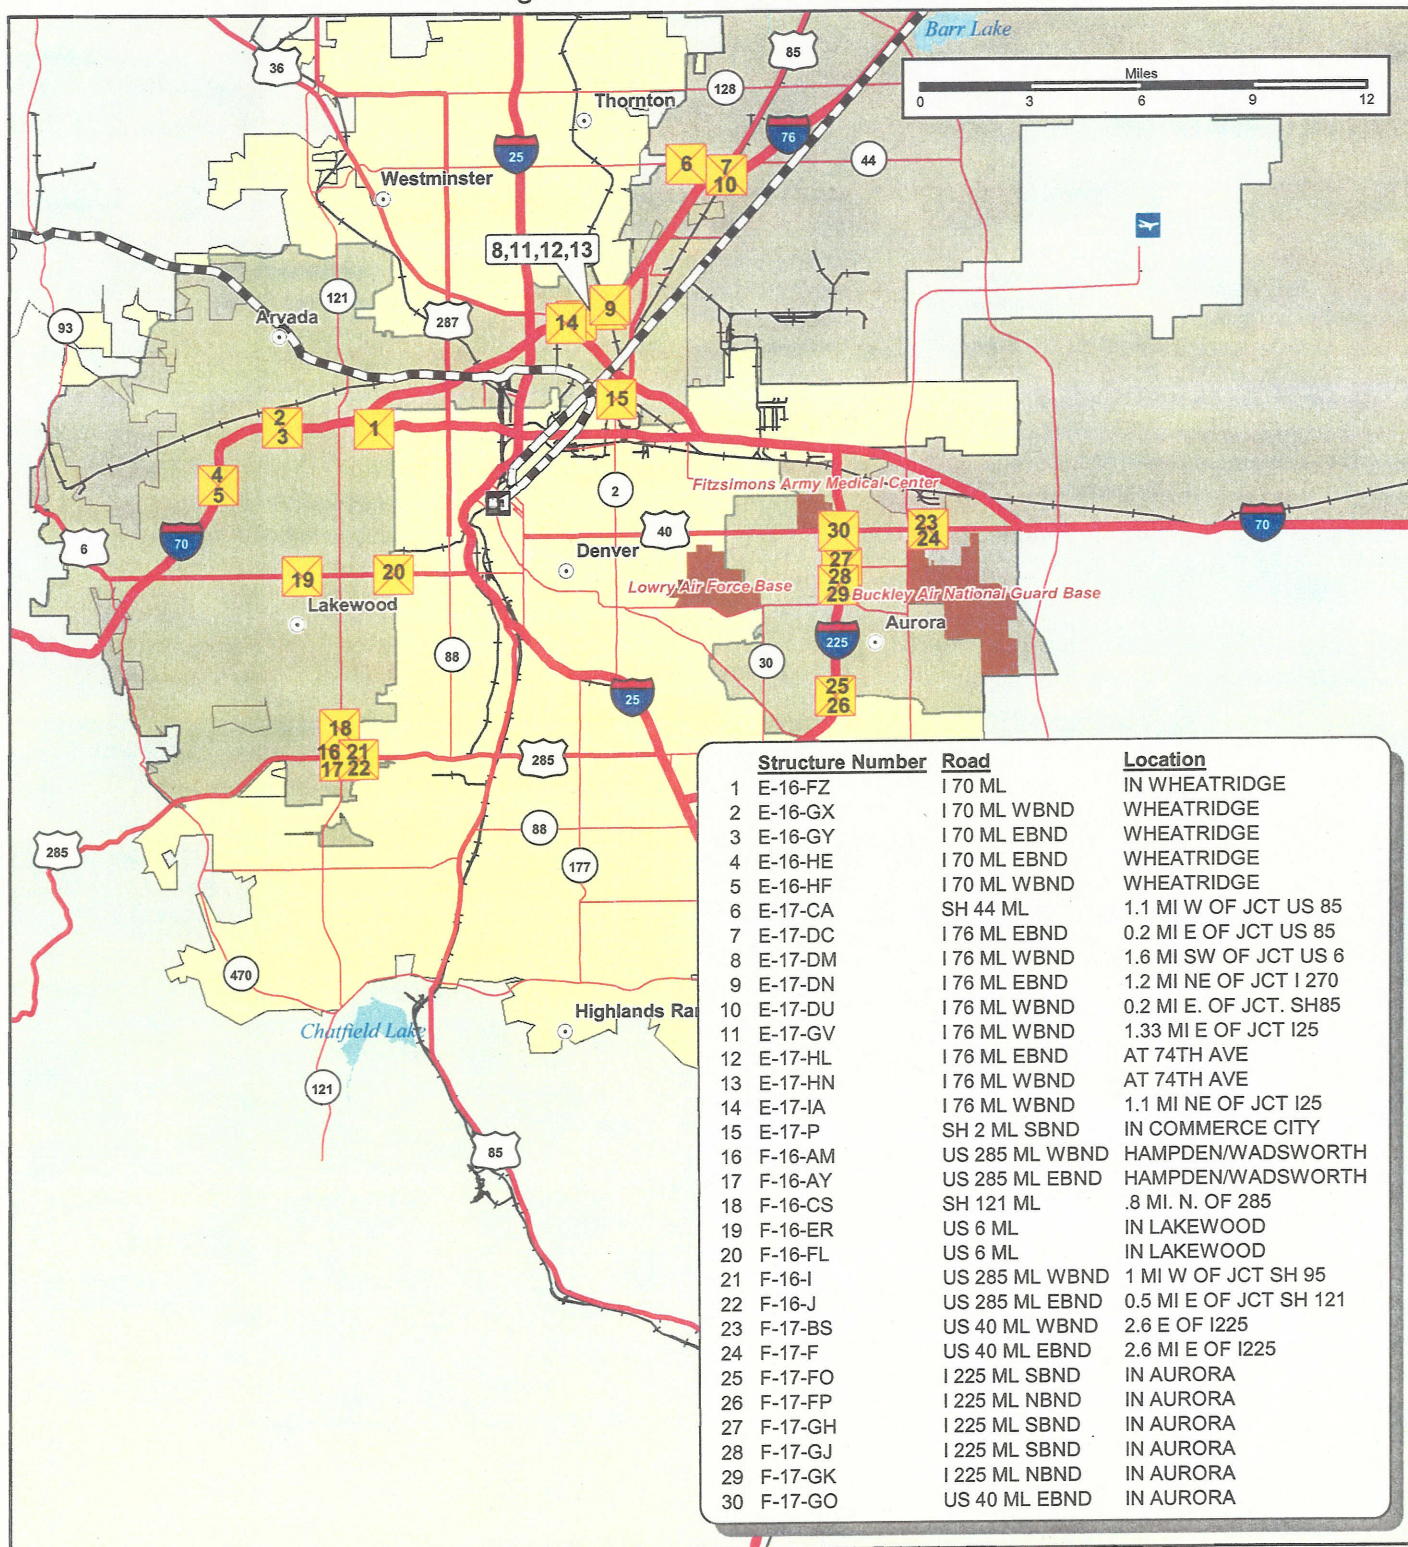 Barr Lake
Miles
0 3 6 9 12
36
85
128
Thornton
76
25
6
7
10
44
Westminster
8,11,12,13
121
9
93
Arvada
287
14
15
2
3
1
4
5
2
Fitzsimons Army Medical Center
6
70
40
30
23
24
70
Denver
27
19
20
28
Lowry Air Force Base
29
Buckley Air National Guard Base
Lakewood
Aurora
225
88
30
25
25
26
18
16
21
17
22
285
285
88
177
470
Chatfield Lake
Highlands Ra
121
85
Structure Number Road Location
1 E-16-FZ I 70 ML IN WHEATRIDGE
2 E-16-GX I 70 ML WBND WHEATRIDGE
3 E-16-GY I 70 ML EBND WHEATRIDGE
4 E-16-HE I 70 ML EBND WHEATRIDGE
5 E-16-HF I 70 ML WBND WHEATRIDGE
6 E-17-CA SH 44 ML 1.1 MI W OF JCT US 85
7 E-17-DC I 76 ML EBND 0.2 MI E OF JCT US 85
8 E-17-DM I 76 ML WBND 1.6 MI SW OF JCT US 6
9 E-17-DN I 76 ML EBND 1.2 MI NE OF JCT I 270
10 E-17-DU I 76 ML WBND 0.2 MI E. OF JCT. SH85
11 E-17-GV I 76 ML WBND 1.33 MI E OF JCT I25
12 E-17-HL I 76 ML EBND AT 74TH AVE
13 E-17-HN I 76 ML WBND AT 74TH AVE
14 E-17-IA I 76 ML WBND 1.1 MI NE OF JCT I25
15 E-17-P SH 2 ML SBND IN COMMERCE CITY
16 F-16-AM US 285 ML WBND HAMPDEN/WADSWORTH
17 F-16-AY US 285 ML EBND HAMPDEN/WADSWORTH
18 F-16-CS SH 121 ML .8 MI. N. OF 285
19 F-16-ER US 6 ML IN LAKEWOOD
20 F-16-FL US 6 ML IN LAKEWOOD
21 F-16-I US 285 ML WBND 1 MI W OF JCT SH 95
22 F-16-J US 285 ML EBND 0.5 MI E OF JCT SH 121
23 F-17-BS US 40 ML WBND 2.6 E OF I225
24 F-17-F US 40 ML EBND 2.6 MI E OF I225
25 F-17-FO I 225 ML SBND IN AURORA
26 F-17-FP I 225 ML NBND IN AURORA
27 F-17-GH I 225 ML SBND IN AURORA
28 F-17-GJ I 225 ML SBND IN AURORA
29 F-17-GK I 225 ML NBND IN AURORA
30 F-17-GO US 40 ML EBND IN AURORA